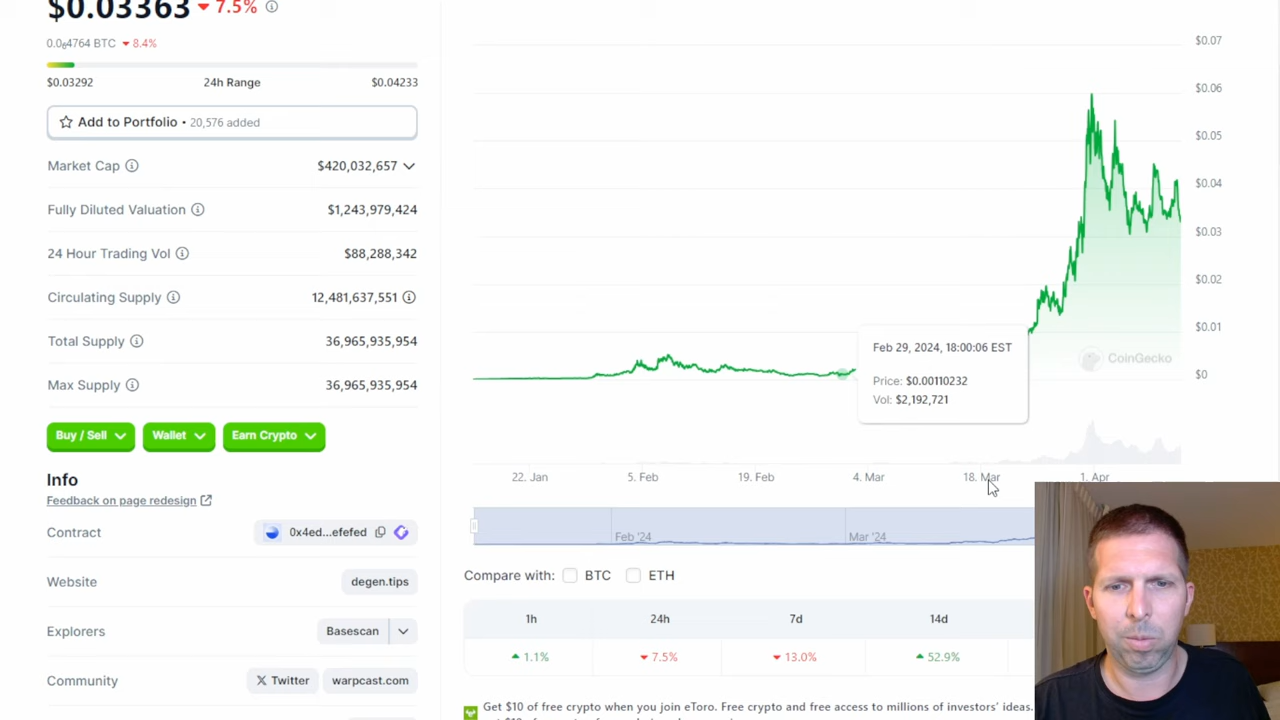 $0.03363 ▼ 7.5%
0.0₆4764 BTC ▼ 8.4%
$0.03292 24h Range $0.04233
Add to Portfolio • 20,576 added
Market Cap $420,032,657
Fully Diluted Valuation $1,243,979,424
24 Hour Trading Vol $88,288,342
Circulating Supply 12,481,637,551
Total Supply 36,965,935,954
Max Supply 36,965,935,954
Buy / Sell Wallet Earn Crypto
Info
Feedback on page redesign
Contract 0x4ed...efefed
Website degen.tips
Explorers Basescan
Community Twitter warpcast.com
$0.07
$0.06
$0.05
$0.04
$0.03
$0.02
$0.01
$0
Feb 29, 2024, 18:00:06 EST
Price: $0.00110232
Vol: $2,192,721
CoinGecko
22. Jan 5. Feb 19. Feb 4. Mar 18. Mar 1. Apr
Feb '24 Mar '24
Compare with: BTC ETH
1h 24h 7d 14d
▲ 1.1% ▼ 7.5% ▼ 13.0% ▲ 52.9%
Get $10 of free crypto when you join eToro. Free crypto and free access to millions of investors' ideas.